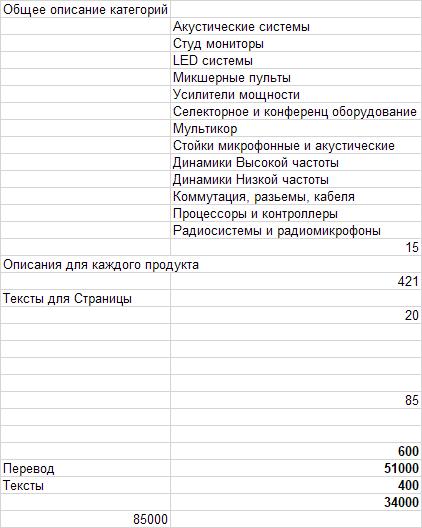 Общее описание категорий
Акустические системы
Студ мониторы
LED системы
Микшерные пульты
Усилители мощности
Селекторное и конференц оборудование
Мультикор
Стойки микрофонные и акустические
Динамики Высокой частоты
Динамики Низкой частоты
Коммутация, разьемы, кабеля
Процессоры и контроллеры
Радиосистемы и радиомикрофоны
15
Описания для каждого продукта
421
Тексты для Страницы
20
85
600
Перевод 51000
Тексты 400
34000
85000